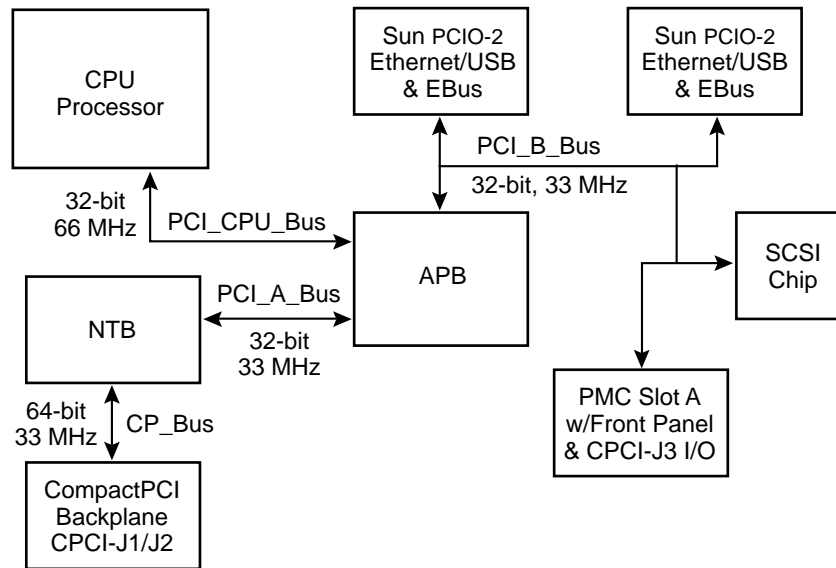 CPU
Processor
Sun PCIO-2
Ethernet/USB
& EBus
Sun PCIO-2
Ethernet/USB
& EBus
PCI_B_Bus
32-bit, 33 MHz
32-bit
66 MHz
PCI_CPU_Bus
APB
SCSI
Chip
NTB
PCI_A_Bus
32-bit
33 MHz
PMC Slot A
w/Front Panel
& CPCI-J3 I/O
64-bit
33 MHz
CP_Bus
CompactPCI
Backplane
CPCI-J1/J2